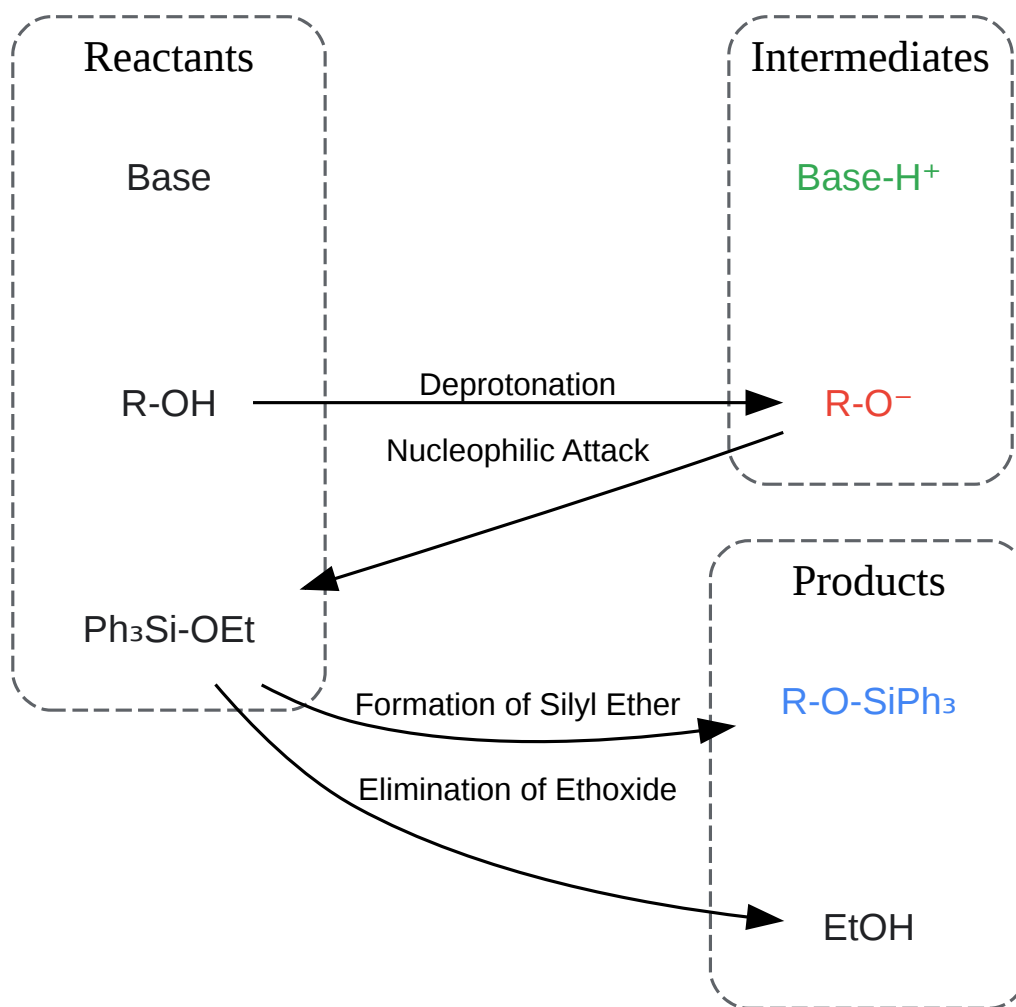 Reactants
Intermediates
Base
Base-H⁺
Deprotonation
R-OH
R-O⁻
Nucleophilic Attack
Products
Ph₃Si-OEt
R-O-SiPh₃
Formation of Silyl Ether
Elimination of Ethoxide
EtOH